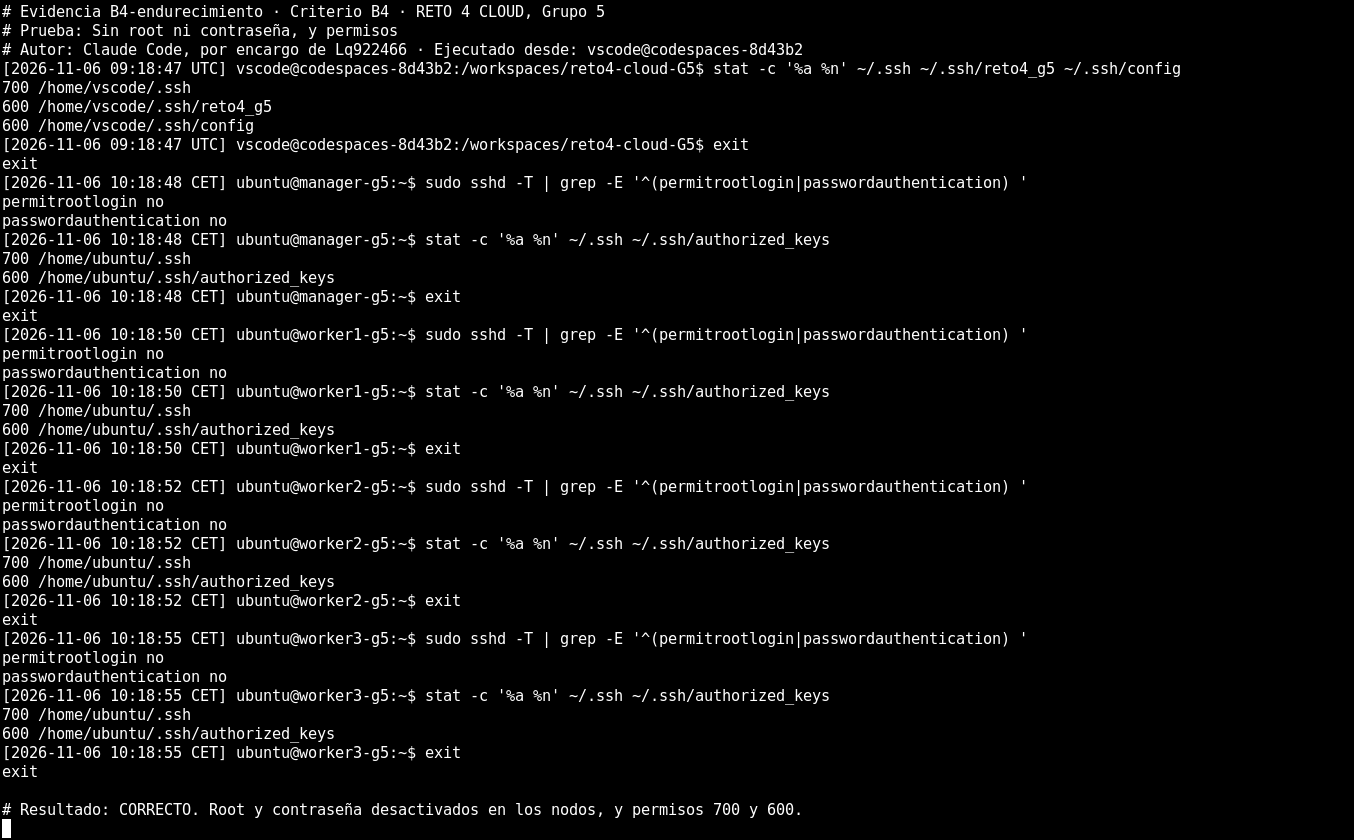 # Evidencia B4-endurecimiento · Criterio B4 · RETO 4 CLOUD, Grupo 5
# Prueba: Sin root ni contraseña, y permisos
# Autor: Claude Code, por encargo de Lq922466 · Ejecutado desde: vscode@codespaces-8d43b2
[2026-11-06 09:18:47 UTC] vscode@codespaces-8d43b2:/workspaces/reto4-cloud-G5$ stat -c '%a %n' ~/.ssh ~/.ssh/reto4_g5 ~/.ssh/config
700 /home/vscode/.ssh
600 /home/vscode/.ssh/reto4_g5
600 /home/vscode/.ssh/config
[2026-11-06 09:18:47 UTC] vscode@codespaces-8d43b2:/workspaces/reto4-cloud-G5$ exit
exit
[2026-11-06 10:18:48 CET] ubuntu@manager-g5:~$ sudo sshd -T | grep -E '^(permitrootlogin|passwordauthentication) '
permitrootlogin no
passwordauthentication no
[2026-11-06 10:18:48 CET] ubuntu@manager-g5:~$ stat -c '%a %n' ~/.ssh ~/.ssh/authorized_keys
700 /home/ubuntu/.ssh
600 /home/ubuntu/.ssh/authorized_keys
[2026-11-06 10:18:48 CET] ubuntu@manager-g5:~$ exit
exit
[2026-11-06 10:18:50 CET] ubuntu@worker1-g5:~$ sudo sshd -T | grep -E '^(permitrootlogin|passwordauthentication) '
permitrootlogin no
passwordauthentication no
[2026-11-06 10:18:50 CET] ubuntu@worker1-g5:~$ stat -c '%a %n' ~/.ssh ~/.ssh/authorized_keys
700 /home/ubuntu/.ssh
600 /home/ubuntu/.ssh/authorized_keys
[2026-11-06 10:18:50 CET] ubuntu@worker1-g5:~$ exit
exit
[2026-11-06 10:18:52 CET] ubuntu@worker2-g5:~$ sudo sshd -T | grep -E '^(permitrootlogin|passwordauthentication) '
permitrootlogin no
passwordauthentication no
[2026-11-06 10:18:52 CET] ubuntu@worker2-g5:~$ stat -c '%a %n' ~/.ssh ~/.ssh/authorized_keys
700 /home/ubuntu/.ssh
600 /home/ubuntu/.ssh/authorized_keys
[2026-11-06 10:18:52 CET] ubuntu@worker2-g5:~$ exit
exit
[2026-11-06 10:18:55 CET] ubuntu@worker3-g5:~$ sudo sshd -T | grep -E '^(permitrootlogin|passwordauthentication) '
permitrootlogin no
passwordauthentication no
[2026-11-06 10:18:55 CET] ubuntu@worker3-g5:~$ stat -c '%a %n' ~/.ssh ~/.ssh/authorized_keys
700 /home/ubuntu/.ssh
600 /home/ubuntu/.ssh/authorized_keys
[2026-11-06 10:18:55 CET] ubuntu@worker3-g5:~$ exit
exit
# Resultado: CORRECTO. Root y contraseña desactivados en los nodos, y permisos 700 y 600.